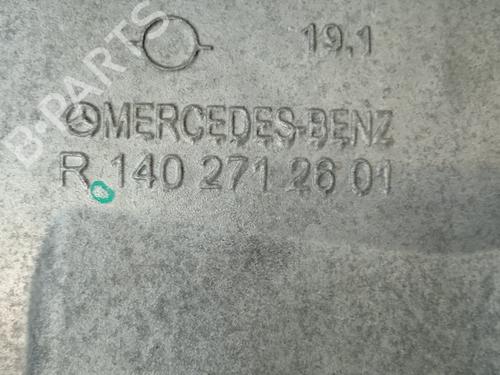 B-PARTS
19,1
MERCEDES-BENZ
R 140 271 26 01